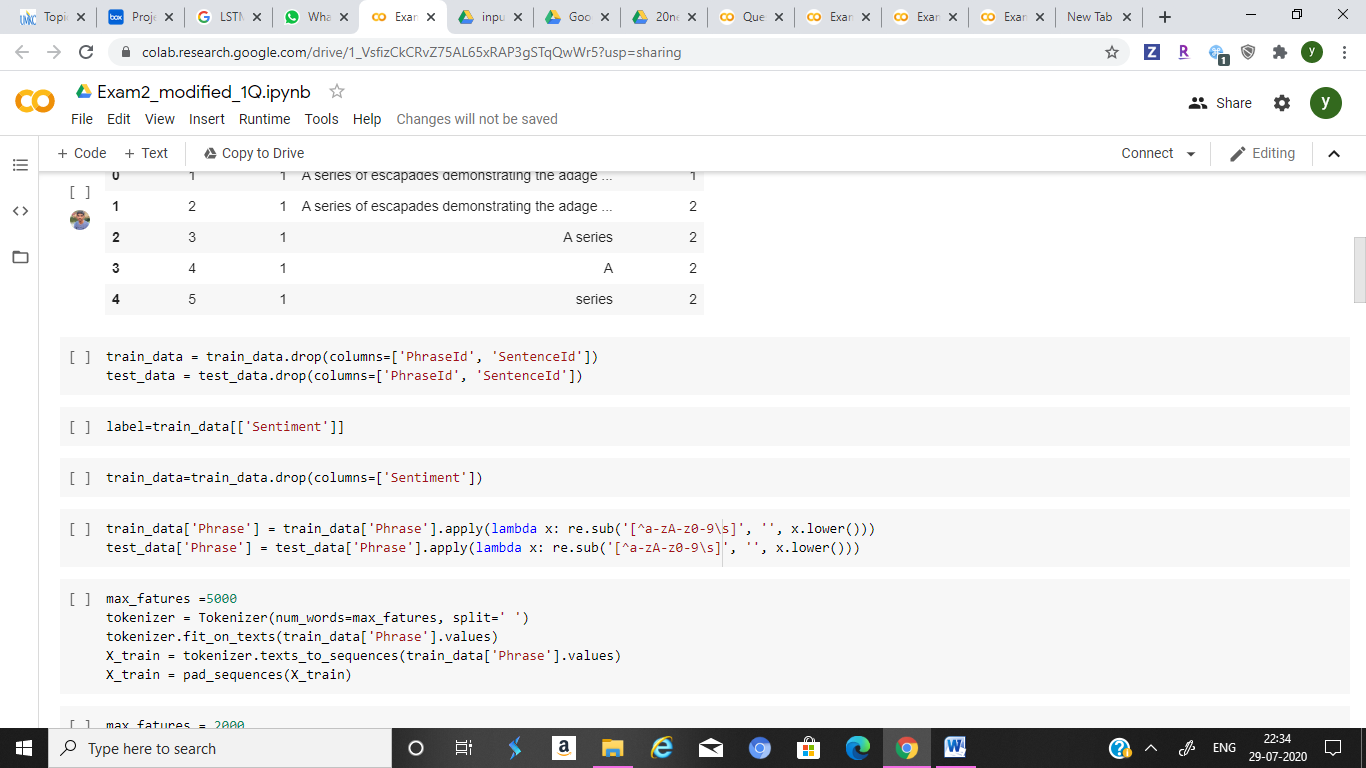 Topi
Proje
LSTM
Wha
Exar
inpu
Goo
20ne
Que
Exar
Exar
Exar
New Tab
colab.research.google.com/drive/1_VsfizCkCRvZ75AL65xRAP3gSTqQwWr5?usp=sharing
Exam2_modified_1Q.ipynb
Share
y
File Edit View Insert Runtime Tools Help Changes will not be saved
+ Code + Text Copy to Drive Connect Editing
0 1 1 A series of escapades demonstrating the adage ... 1
[ ]
1 2 1 A series of escapades demonstrating the adage ... 2
2 3 1 A series 2
3 4 1 A 2
4 5 1 series 2
[ ] train_data = train_data.drop(columns=['PhraseId', 'SentenceId'])
test_data = test_data.drop(columns=['PhraseId', 'SentenceId'])
[ ] label=train_data[['Sentiment']]
[ ] train_data=train_data.drop(columns=['Sentiment'])
[ ] train_data['Phrase'] = train_data['Phrase'].apply(lambda x: re.sub('[^a-zA-z0-9\s]', '', x.lower()))
test_data['Phrase'] = test_data['Phrase'].apply(lambda x: re.sub('[^a-zA-z0-9\s]', '', x.lower()))
[ ] max_fatures =5000
tokenizer = Tokenizer(num_words=max_fatures, split=' ')
tokenizer.fit_on_texts(train_data['Phrase'].values)
X_train = tokenizer.texts_to_sequences(train_data['Phrase'].values)
X_train = pad_sequences(X_train)
[ ] max_fatures = 2000
Type here to search
ENG
22:34
29-07-2020